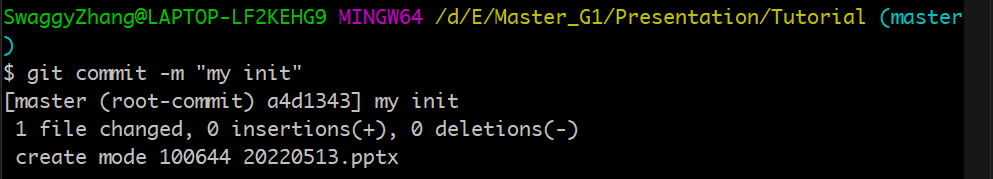 SwaggyZhang@LAPTOP-LF2KEHG9 MINGW64 /d/E/Master_G1/Presentation/Tutorial (master
)
$ git commit -m "my init"
[master (root-commit) a4d1343] my init
 1 file changed, 0 insertions(+), 0 deletions(-)
 create mode 100644 20220513.pptx